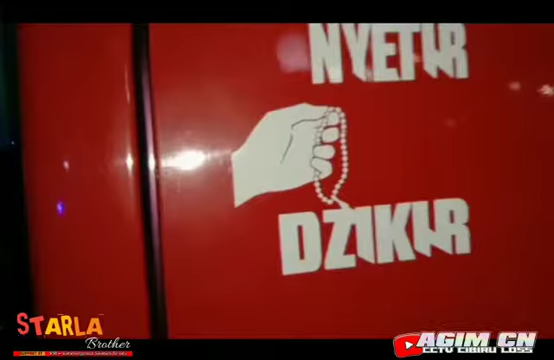 NYETIR
DZIKIR
STARLA
Brother
AGIM CN
CCTV CIBIRU LOSS